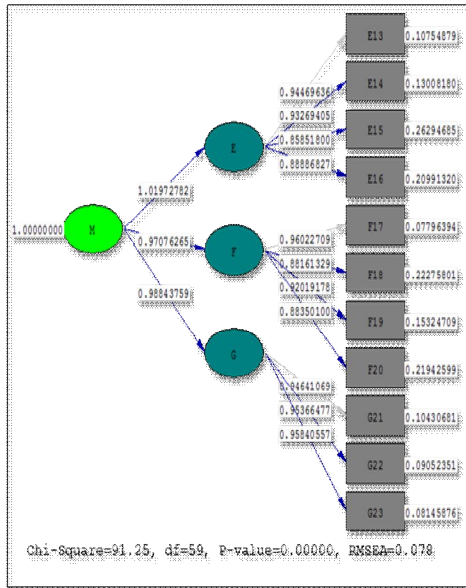 E13 0.10754879
0.94469636
E14 0.13008180
0.93269405
0.85851800
E15 0.26294685
E
0.88886827
E16 0.20991320
1.01972782
1.00000000 M
F17 0.07796394
0.96022709
0.97076265
F
0.88161329
F18 0.22275801
0.92019178
0.98843759
0.88350100
F19 0.15324709
G
F20 0.21942599
0.94641069
G21 0.10430681
0.95366477
0.95840557
G22 0.09052351
G23 0.08145876
Chi-Square=91.25, df=59, P-value=0.00000, RMSEA=0.078